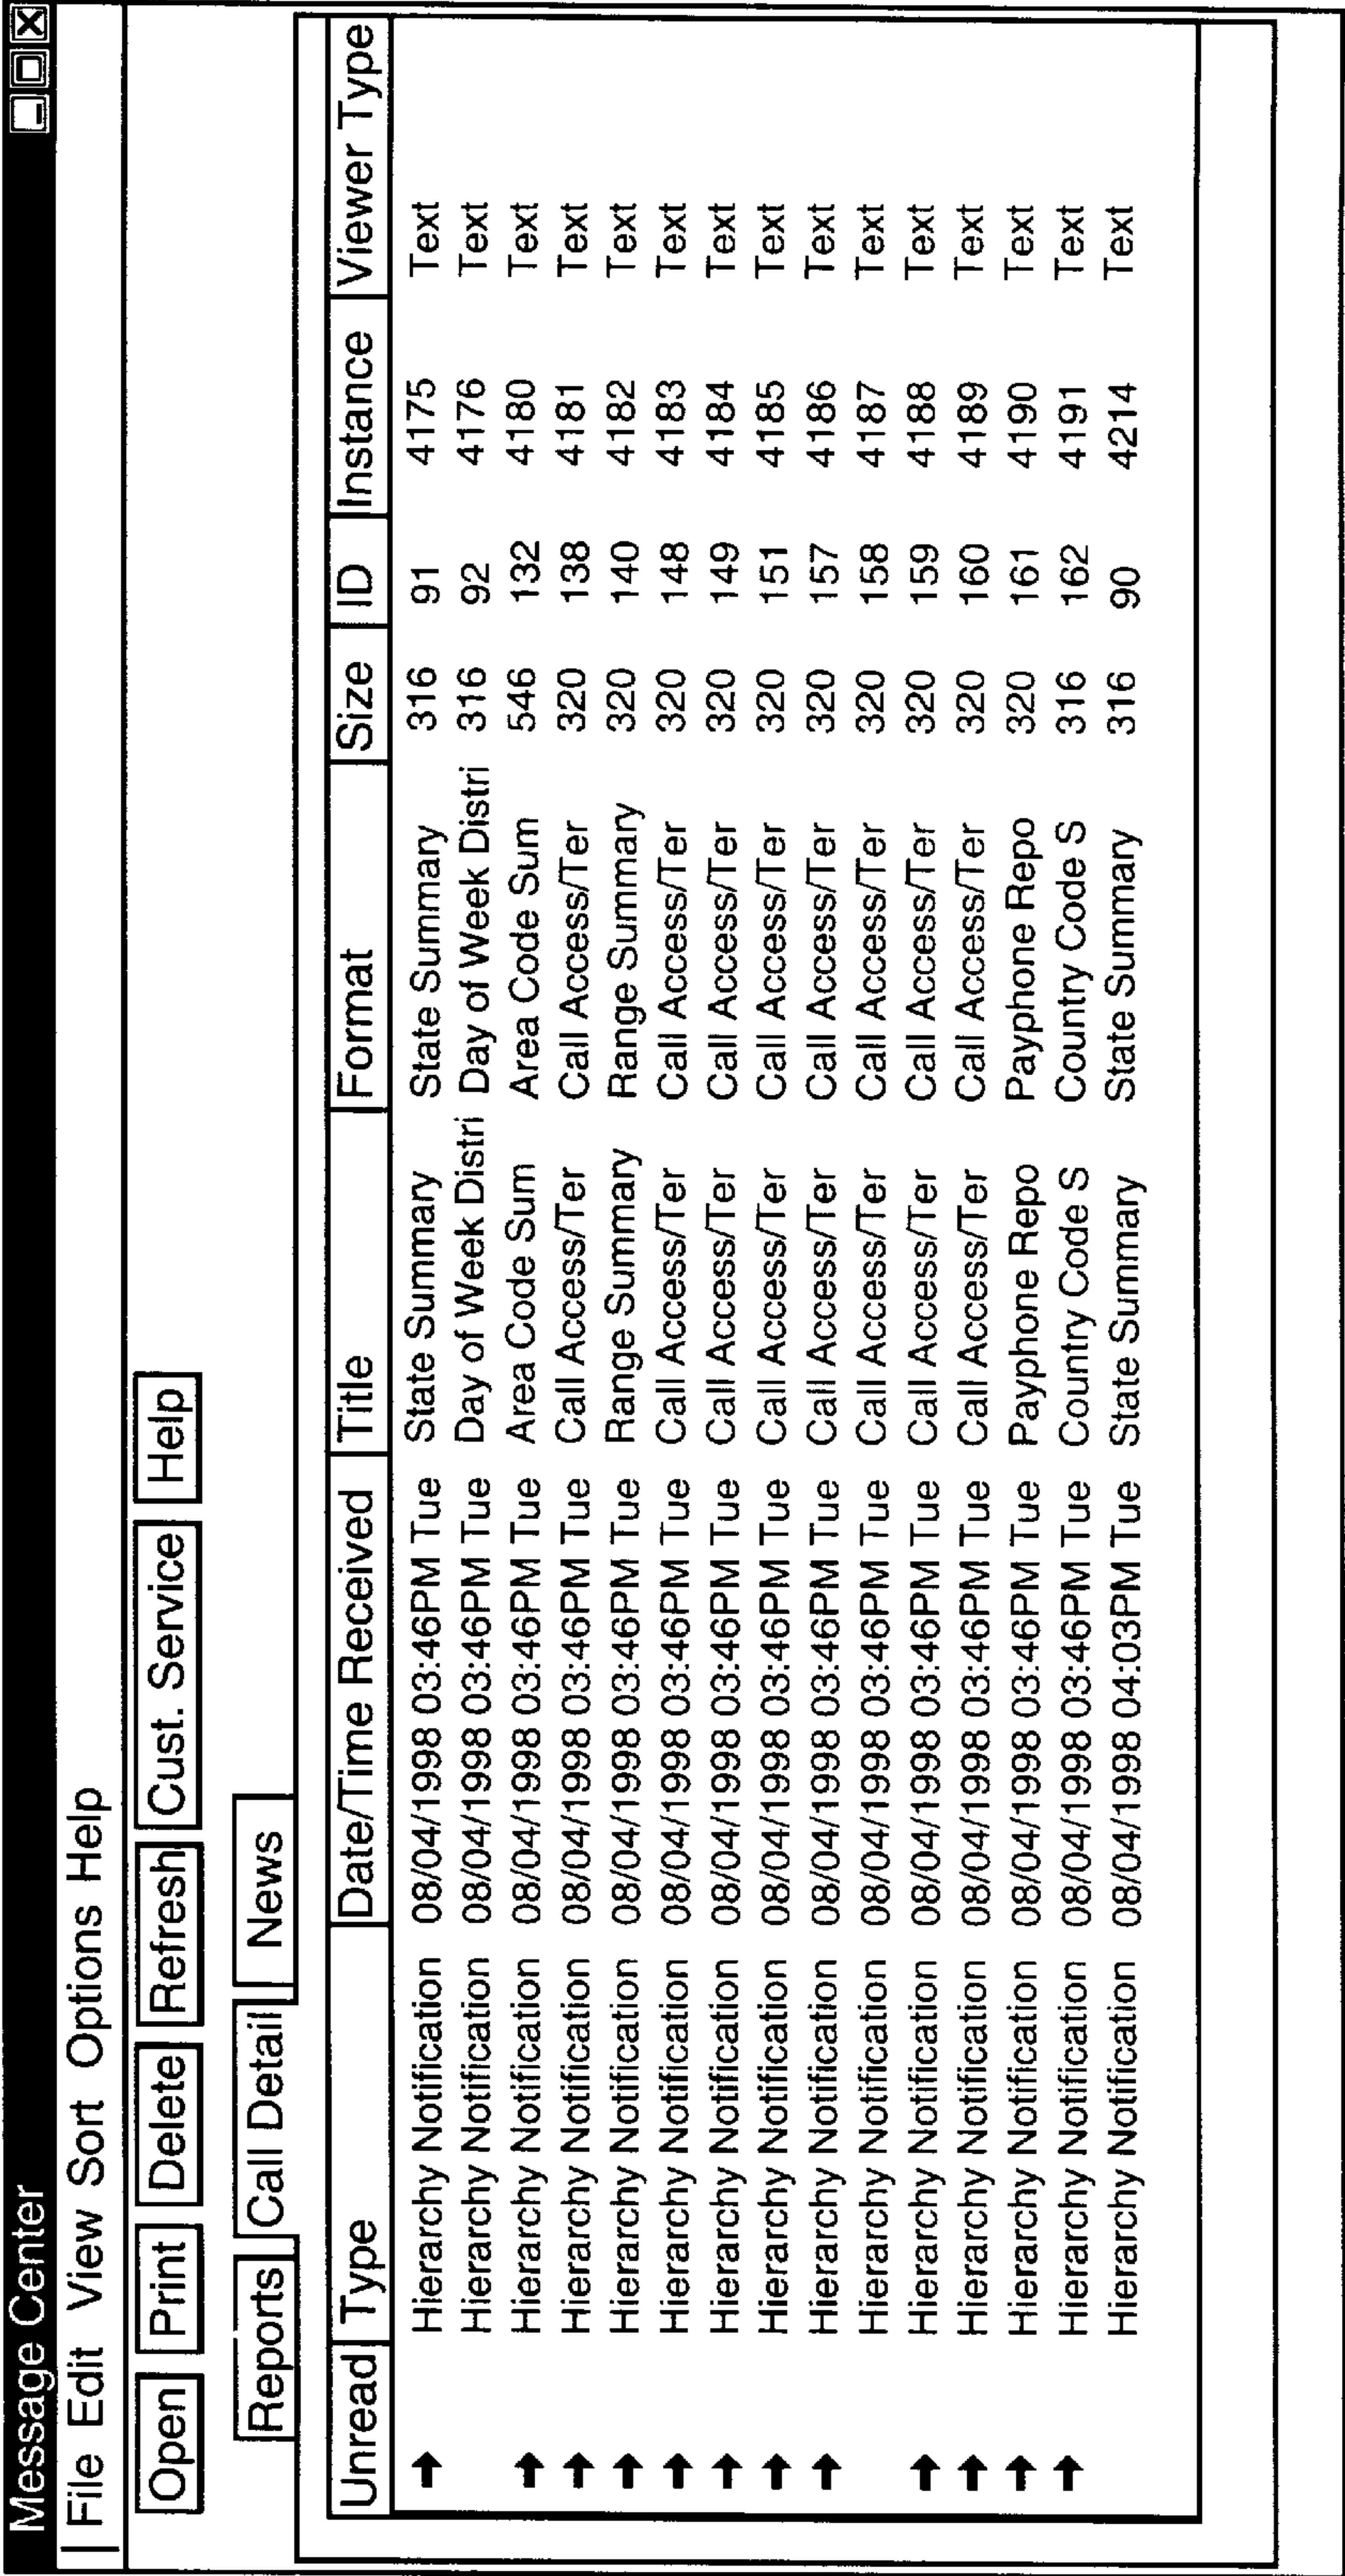 Message Center
File Edit View Sort Options Help
Open Print Delete Refresh Cust. Service Help
Reports Call Detail News
Unread Type Date/Time Received Title Format Size ID Instance Viewer Type
Hierarchy Notification 08/04/1998 03:46PM Tue State Summary State Summary 316 91 4175 Text
Hierarchy Notification 08/04/1998 03:46PM Tue Day of Week Distri Day of Week Distri 316 92 4176 Text
Hierarchy Notification 08/04/1998 03:46PM Tue Area Code Sum Area Code Sum 546 132 4180 Text
Hierarchy Notification 08/04/1998 03:46PM Tue Call Access/Ter Call Access/Ter 320 138 4181 Text
Hierarchy Notification 08/04/1998 03:46PM Tue Range Summary Range Summary 320 140 4182 Text
Hierarchy Notification 08/04/1998 03:46PM Tue Call Access/Ter Call Access/Ter 320 148 4183 Text
Hierarchy Notification 08/04/1998 03:46PM Tue Call Access/Ter Call Access/Ter 320 149 4184 Text
Hierarchy Notification 08/04/1998 03:46PM Tue Call Access/Ter Call Access/Ter 320 151 4185 Text
Hierarchy Notification 08/04/1998 03:46PM Tue Call Access/Ter Call Access/Ter 320 157 4186 Text
Hierarchy Notification 08/04/1998 03:46PM Tue Call Access/Ter Call Access/Ter 320 158 4187 Text
Hierarchy Notification 08/04/1998 03:46PM Tue Call Access/Ter Call Access/Ter 320 159 4188 Text
Hierarchy Notification 08/04/1998 03:46PM Tue Call Access/Ter Call Access/Ter 320 160 4189 Text
Hierarchy Notification 08/04/1998 03:46PM Tue Payphone Repo Payphone Repo 320 161 4190 Text
Hierarchy Notification 08/04/1998 03:46PM Tue Country Code S Country Code S 316 162 4191 Text
Hierarchy Notification 08/04/1998 04:03PM Tue State Summary State Summary 316 90 4214 Text